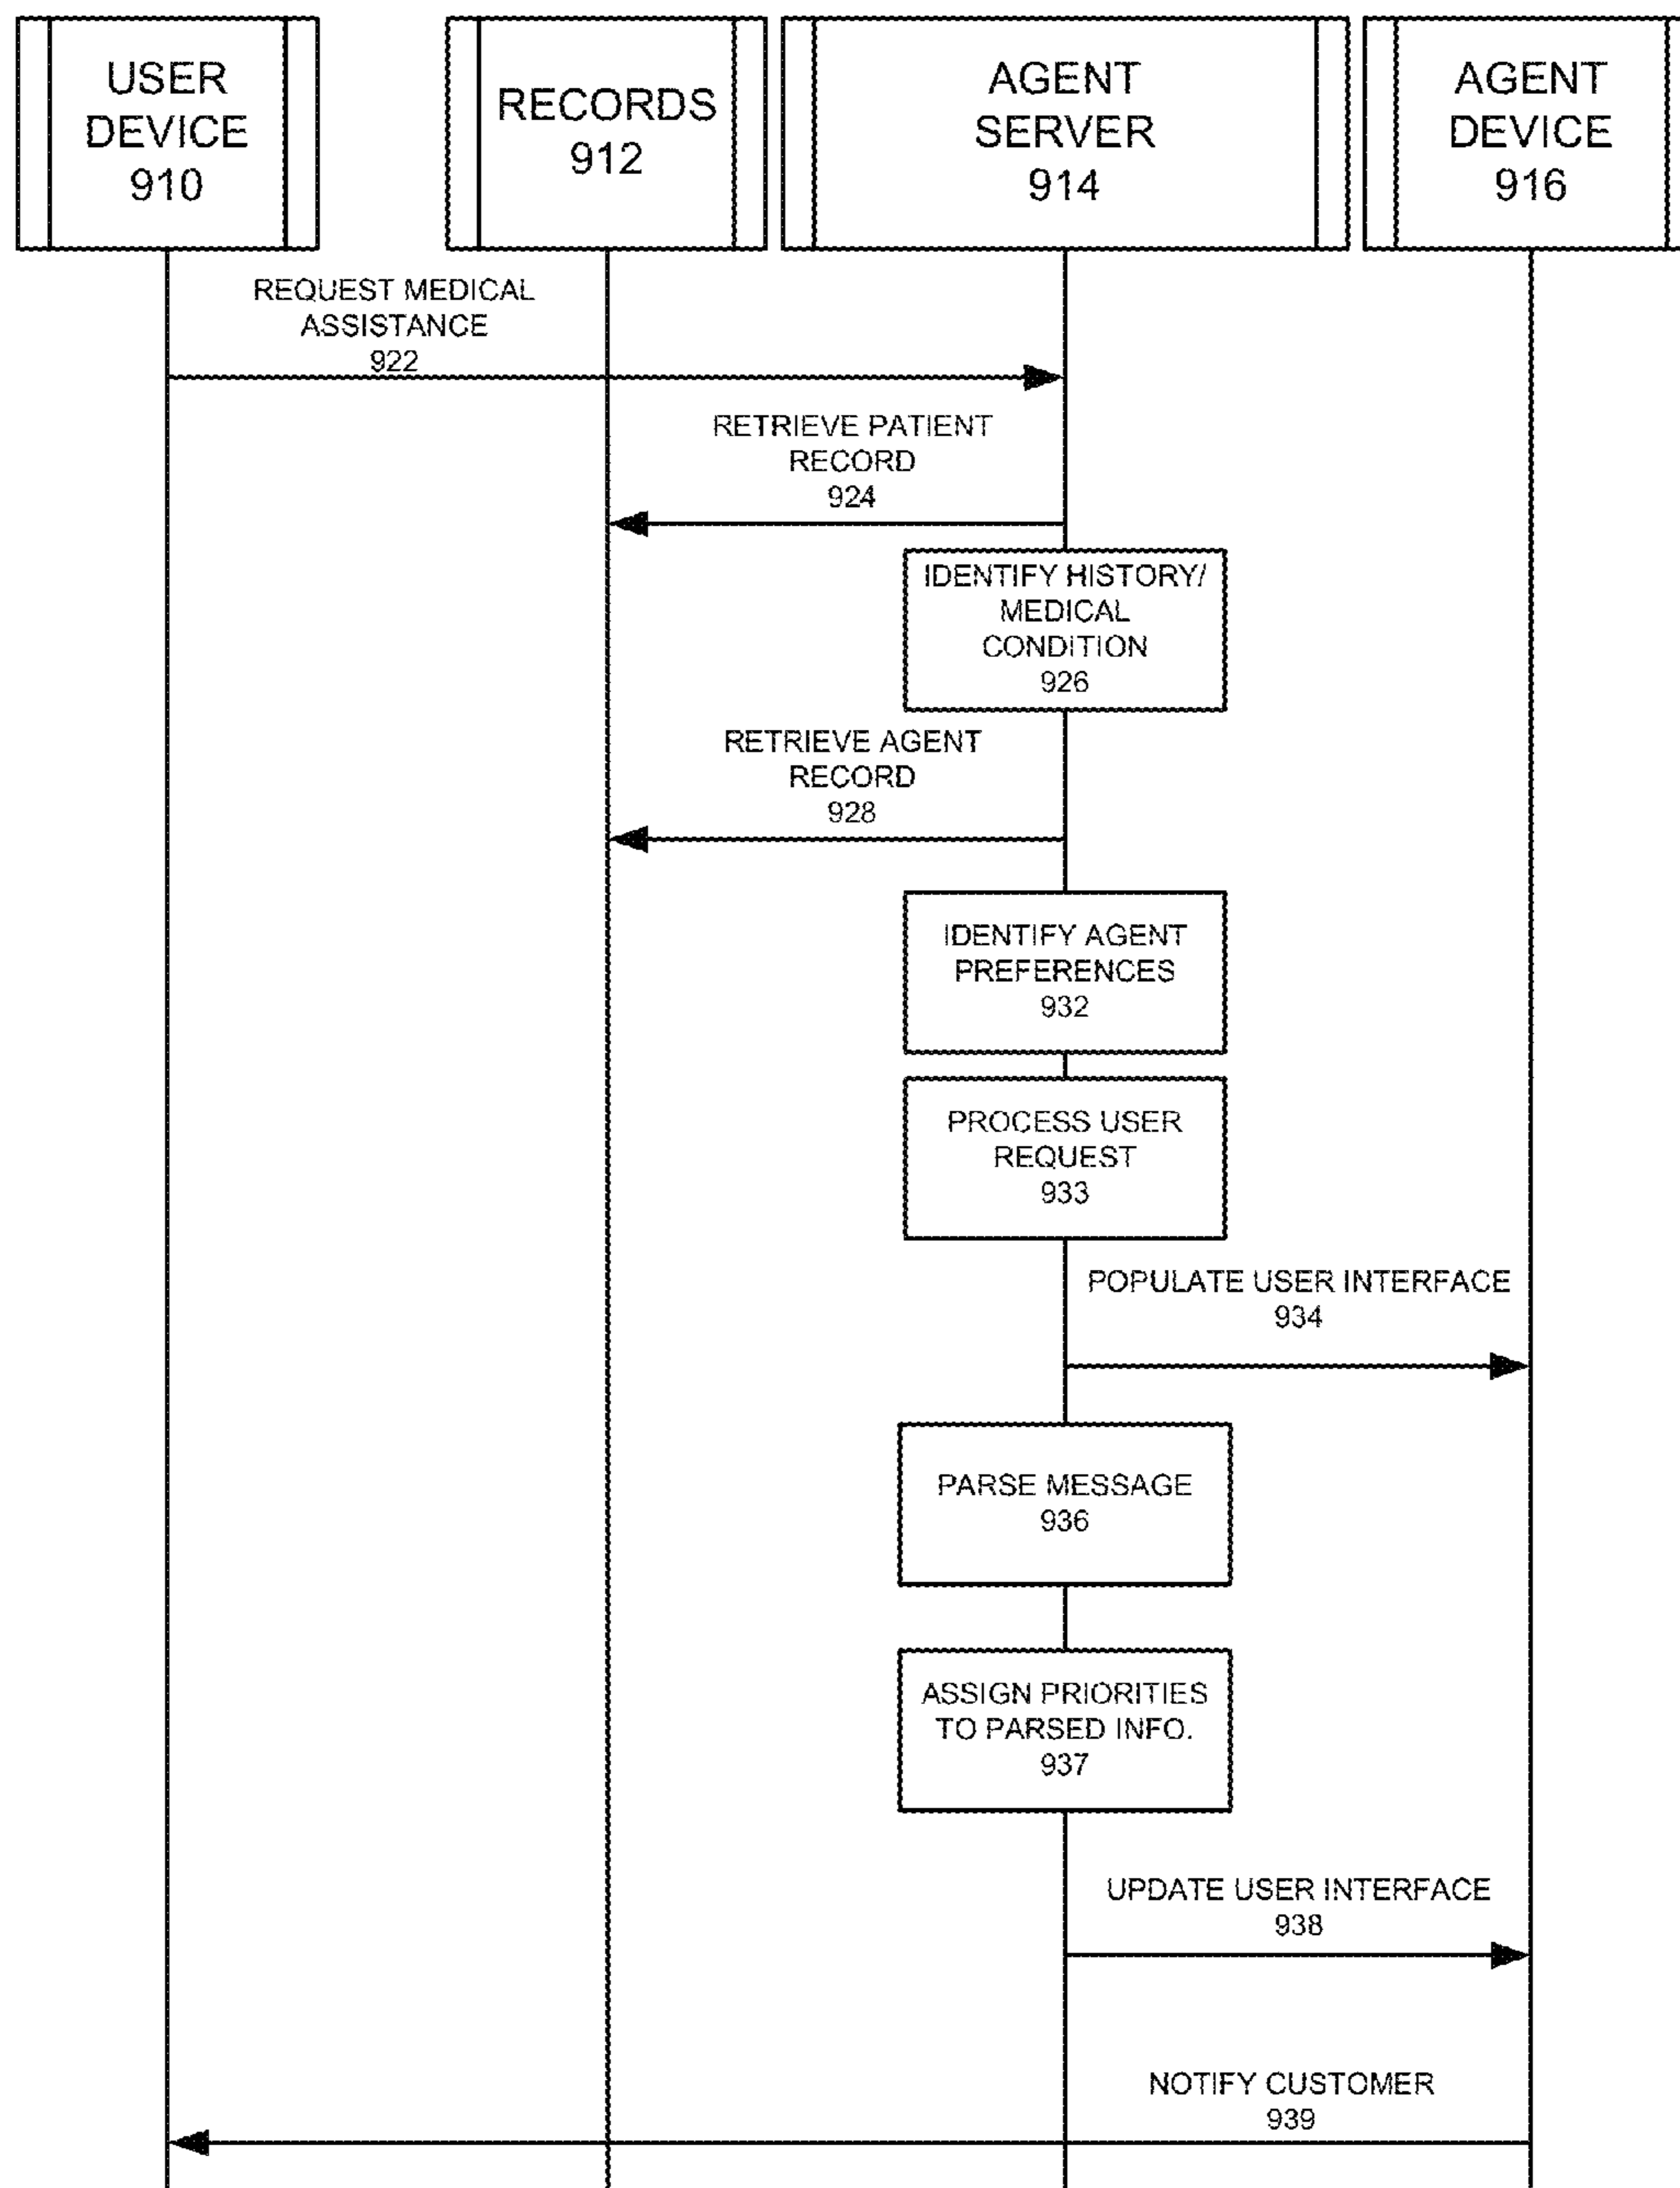 USER
DEVICE
910
RECORDS
912
AGENT
SERVER
914
AGENT
DEVICE
916
REQUEST MEDICAL
ASSISTANCE
922
RETRIEVE PATIENT
RECORD
924
IDENTIFY HISTORY/
MEDICAL
CONDITION
926
RETRIEVE AGENT
RECORD
928
IDENTIFY AGENT
PREFERENCES
932
PROCESS USER
REQUEST
933
POPULATE USER INTERFACE
934
PARSE MESSAGE
936
ASSIGN PRIORITIES
TO PARSED INFO.
937
UPDATE USER INTERFACE
938
NOTIFY CUSTOMER
939